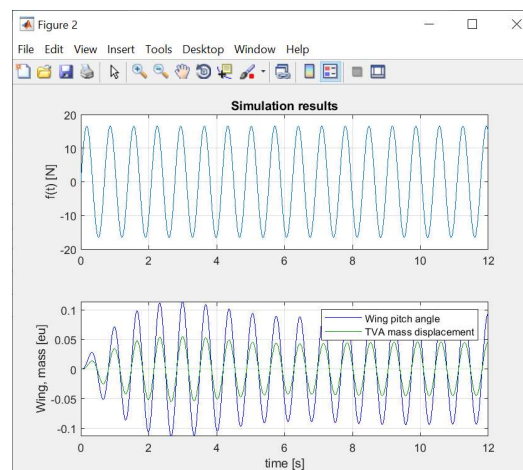 Figure 2
File Edit View Insert Tools Desktop Window Help
Simulation results
20
10
0
-10
-20
f(t) [N]
0 2 4 6 8 10 12
0.1
0.05
0
-0.05
-0.1
Wing, mass [eu]
Wing pitch angle
TVA mass displacement
0 2 4 6 8 10 12
time [s]